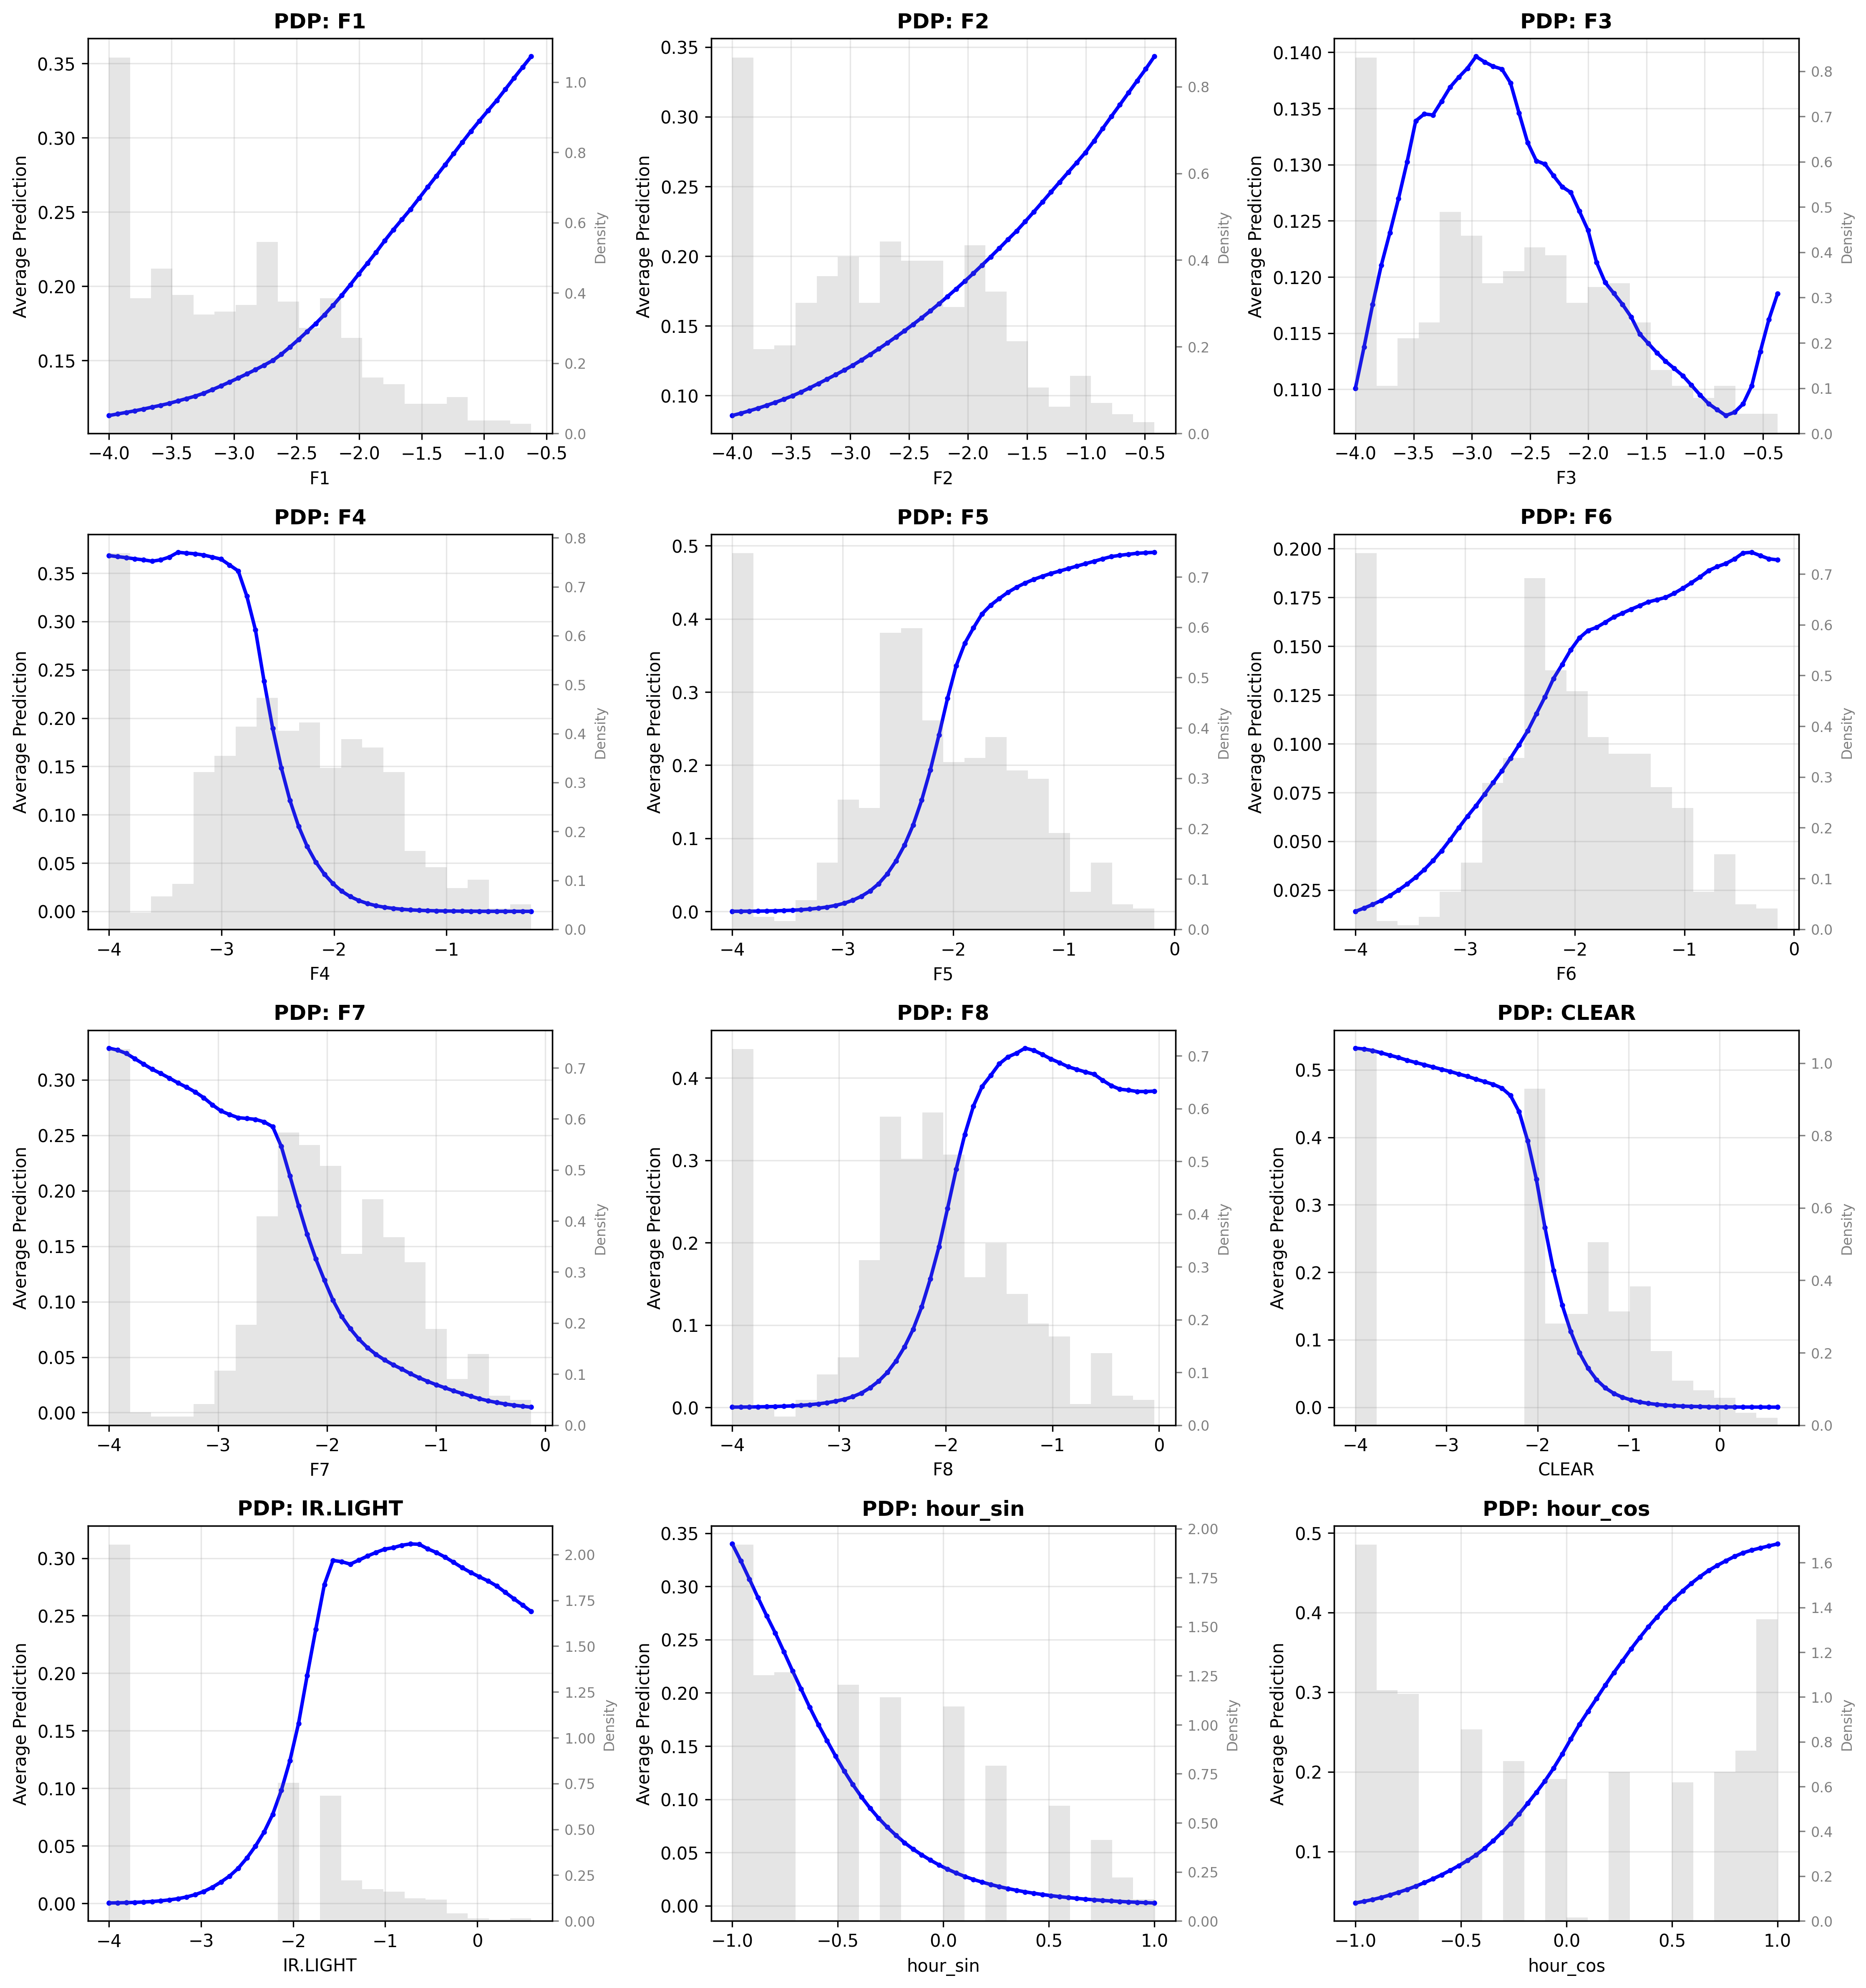 PDP: F1
Average Prediction
0.35
0.30
0.25
0.20
0.15
1.0
0.8
0.6
0.4
0.2
0.0
Density
−4.0 −3.5 −3.0 −2.5 −2.0 −1.5 −1.0 −0.5
F1
PDP: F2
Average Prediction
0.35
0.30
0.25
0.20
0.15
0.10
0.8
0.6
0.4
0.2
0.0
Density
−4.0 −3.5 −3.0 −2.5 −2.0 −1.5 −1.0 −0.5
F2
PDP: F3
Average Prediction
0.140
0.135
0.130
0.125
0.120
0.115
0.110
0.8
0.7
0.6
0.5
0.4
0.3
0.2
0.1
0.0
Density
−4.0 −3.5 −3.0 −2.5 −2.0 −1.5 −1.0 −0.5
F3
PDP: F4
Average Prediction
0.35
0.30
0.25
0.20
0.15
0.10
0.05
0.00
0.8
0.7
0.6
0.5
0.4
0.3
0.2
0.1
0.0
Density
−4 −3 −2 −1
F4
PDP: F5
Average Prediction
0.5
0.4
0.3
0.2
0.1
0.0
0.7
0.6
0.5
0.4
0.3
0.2
0.1
0.0
Density
−4 −3 −2 −1 0
F5
PDP: F6
Average Prediction
0.200
0.175
0.150
0.125
0.100
0.075
0.050
0.025
0.7
0.6
0.5
0.4
0.3
0.2
0.1
0.0
Density
−4 −3 −2 −1 0
F6
PDP: F7
Average Prediction
0.30
0.25
0.20
0.15
0.10
0.05
0.00
0.7
0.6
0.5
0.4
0.3
0.2
0.1
0.0
Density
−4 −3 −2 −1 0
F7
PDP: F8
Average Prediction
0.4
0.3
0.2
0.1
0.0
0.7
0.6
0.5
0.4
0.3
0.2
0.1
0.0
Density
−4 −3 −2 −1 0
F8
PDP: CLEAR
Average Prediction
0.5
0.4
0.3
0.2
0.1
0.0
1.0
0.8
0.6
0.4
0.2
0.0
Density
−4 −3 −2 −1 0
CLEAR
PDP: IR.LIGHT
Average Prediction
0.30
0.25
0.20
0.15
0.10
0.05
0.00
2.00
1.75
1.50
1.25
1.00
0.75
0.50
0.25
0.00
Density
−4 −3 −2 −1 0
IR.LIGHT
PDP: hour_sin
Average Prediction
0.35
0.30
0.25
0.20
0.15
0.10
0.05
0.00
2.00
1.75
1.50
1.25
1.00
0.75
0.50
0.25
0.00
Density
−1.0 −0.5 0.0 0.5 1.0
hour_sin
PDP: hour_cos
Average Prediction
0.5
0.4
0.3
0.2
0.1
1.6
1.4
1.2
1.0
0.8
0.6
0.4
0.2
0.0
Density
−1.0 −0.5 0.0 0.5 1.0
hour_cos